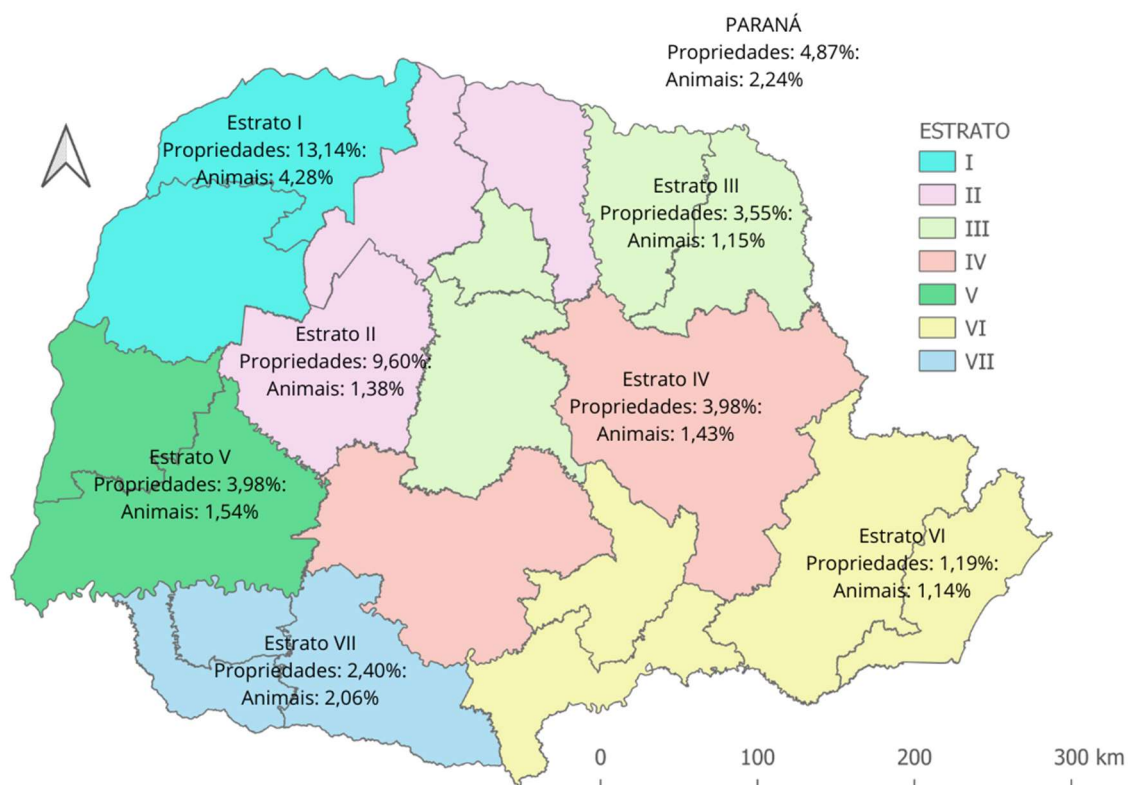 PARANÁ
Propriedades: 4,87%:
Animais: 2,24%
Estrato I
Propriedades: 13,14%:
Animais: 4,28%
Estrato III
Propriedades: 3,55%:
Animais: 1,15%
Estrato II
Propriedades: 9,60%:
Animais: 1,38%
Estrato IV
Propriedades: 3,98%:
Animais: 1,43%
Estrato V
Propriedades: 3,98%:
Animais: 1,54%
Estrato VI
Propriedades: 1,19%:
Animais: 1,14%
Estrato VII
Propriedades: 2,40%:
Animais: 2,06%
ESTRATO
I
II
III
IV
V
VI
VII
0 100 200 300 km